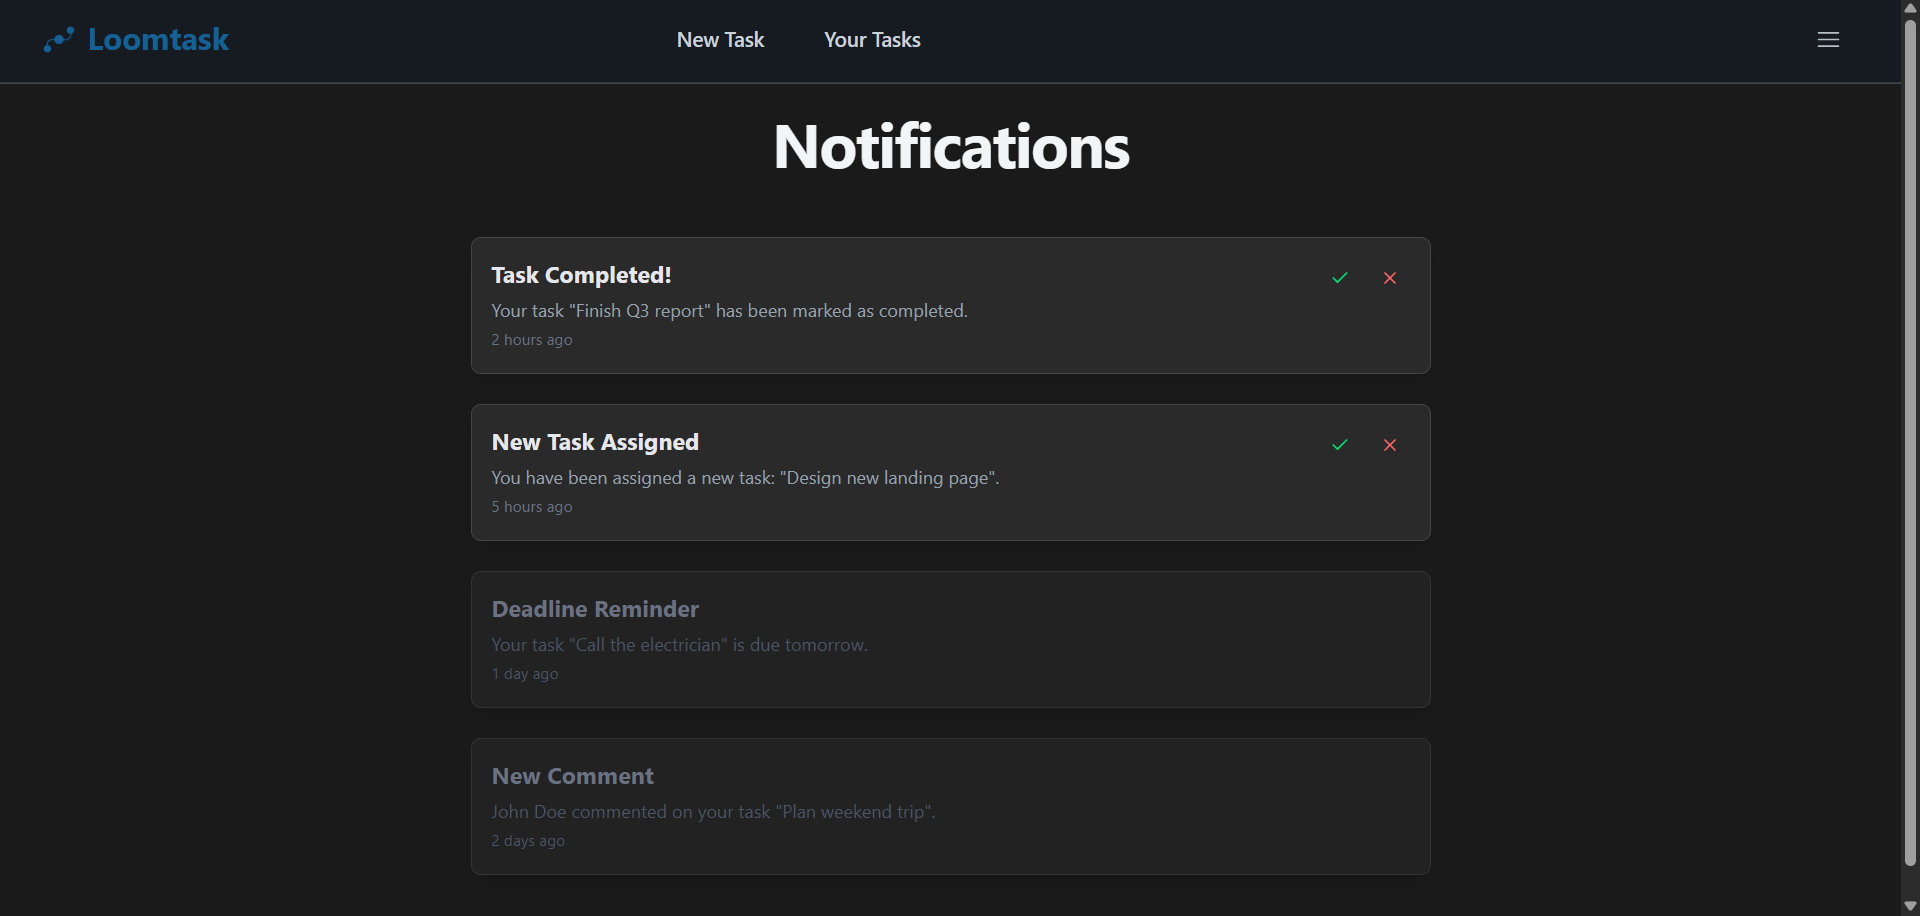 Loomtask
New Task
Your Tasks
Notifications
Task Completed!
Your task "Finish Q3 report" has been marked as completed.
2 hours ago
New Task Assigned
You have been assigned a new task: "Design new landing page".
5 hours ago
Deadline Reminder
Your task "Call the electrician" is due tomorrow.
1 day ago
New Comment
John Doe commented on your task "Plan weekend trip".
2 days ago